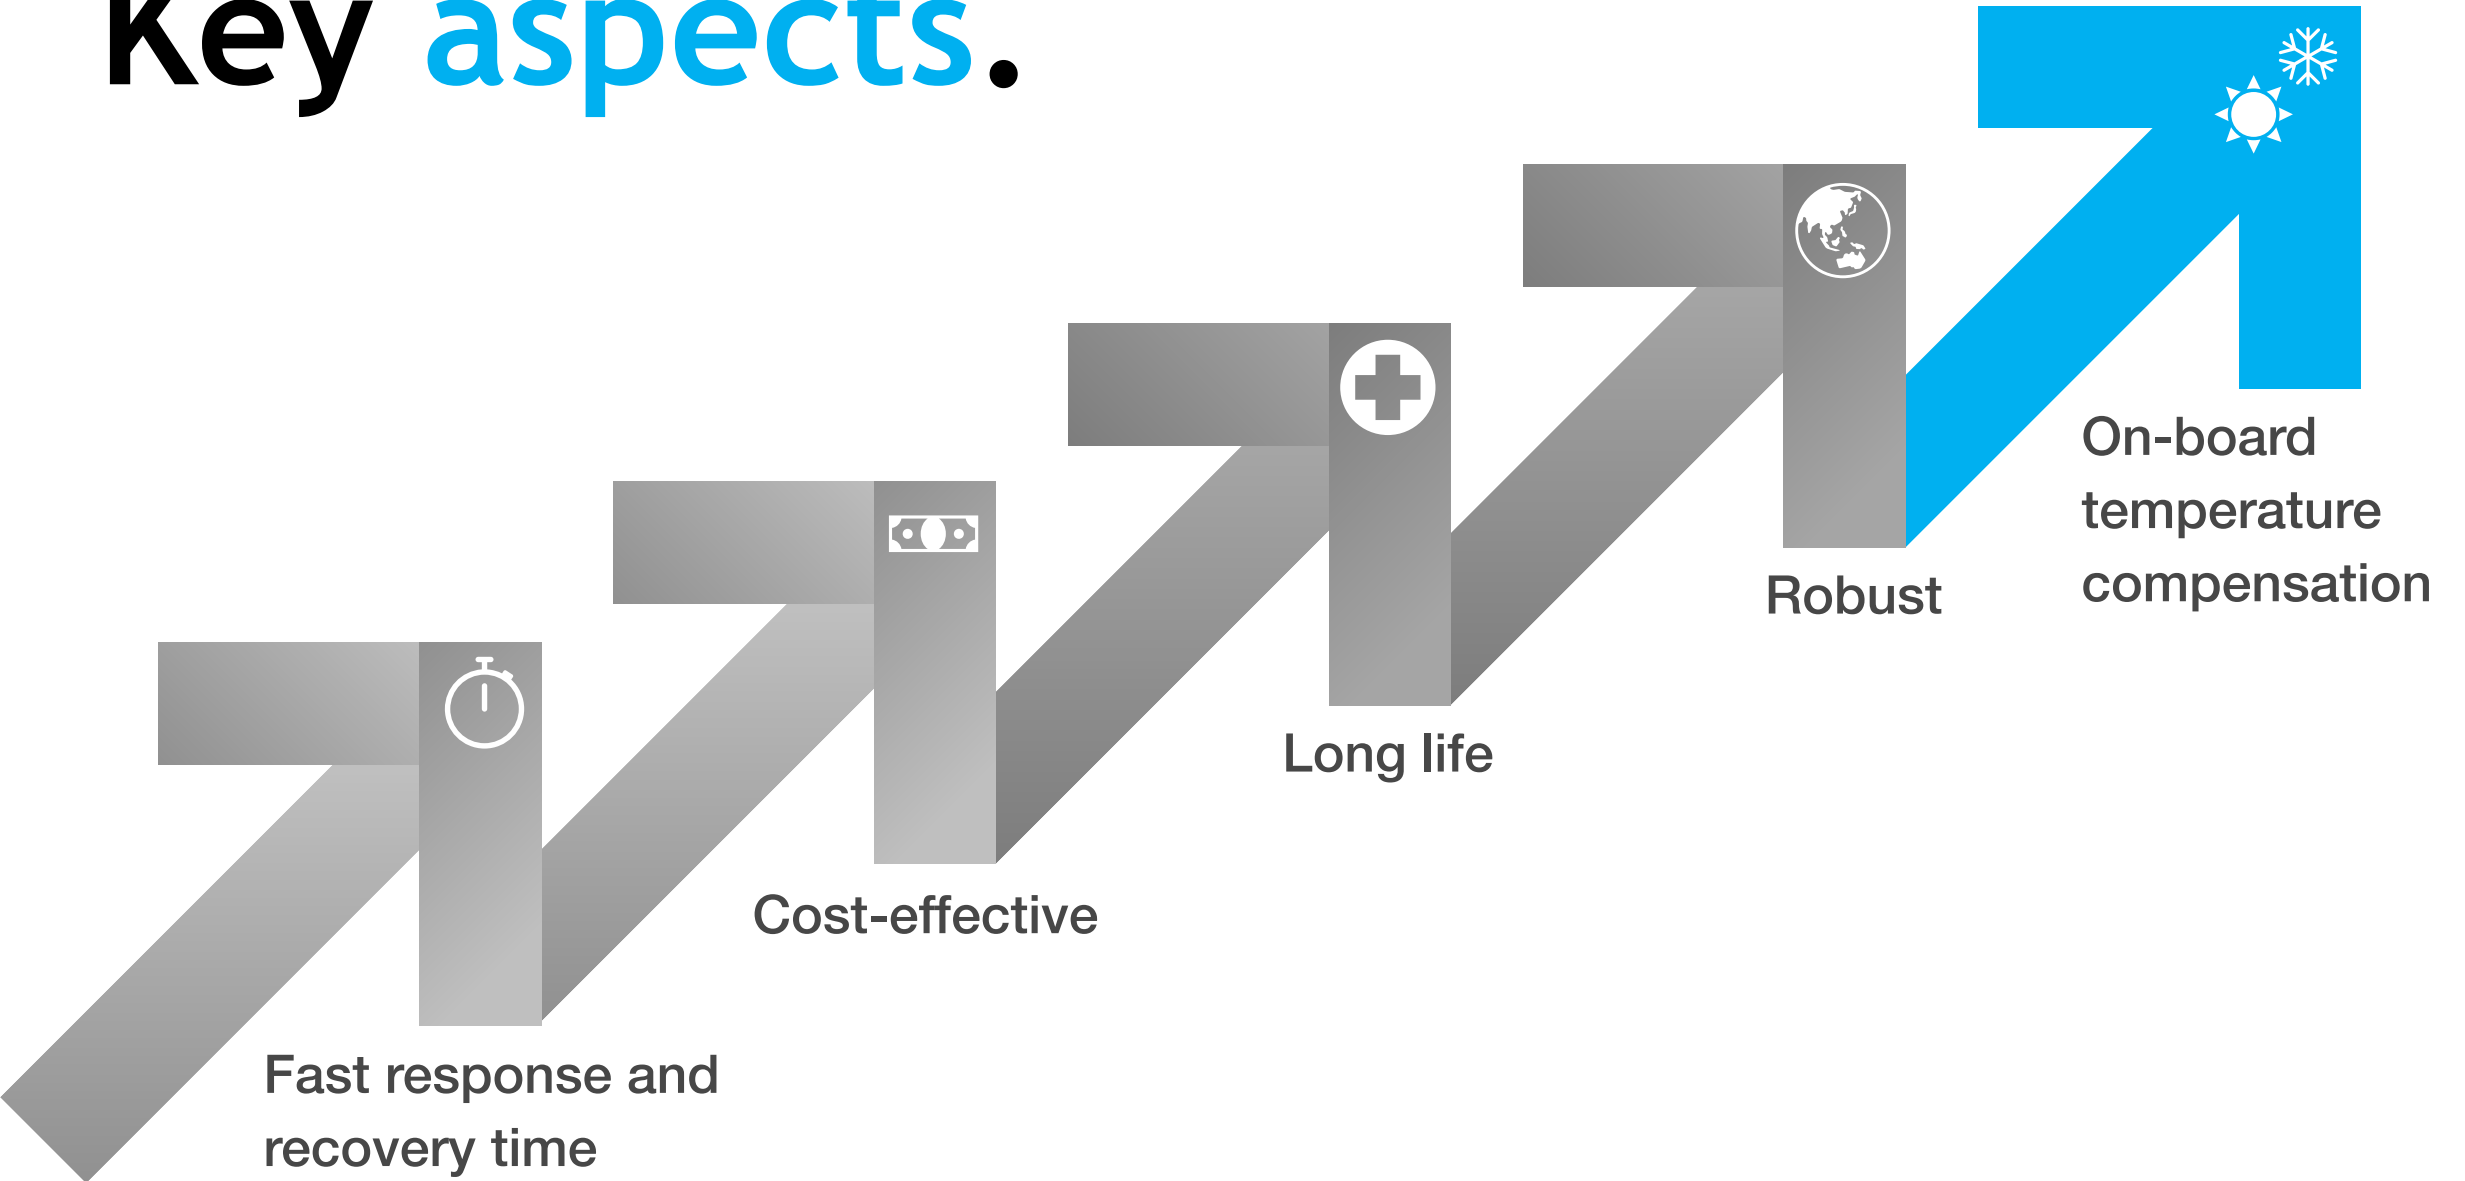 Key aspects.
On-board
temperature
compensation
Robust
Long life
Cost-effective
Fast response and
recovery time